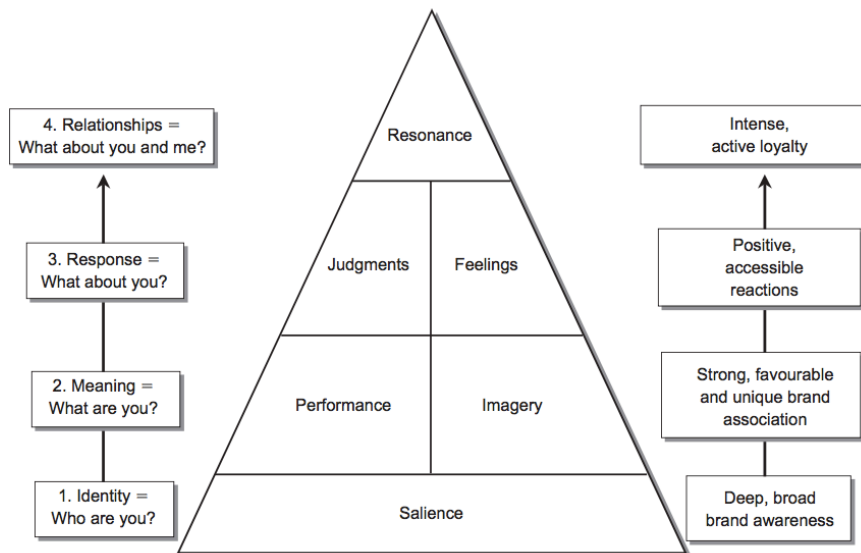 4. Relationships =
What about you and me?
Resonance
Intense,
active loyalty
3. Response =
What about you?
Judgments
Feelings
Positive,
accessible
reactions
2. Meaning =
What are you?
Performance
Imagery
Strong, favourable
and unique brand
association
1. Identity =
Who are you?
Salience
Deep, broad
brand awareness